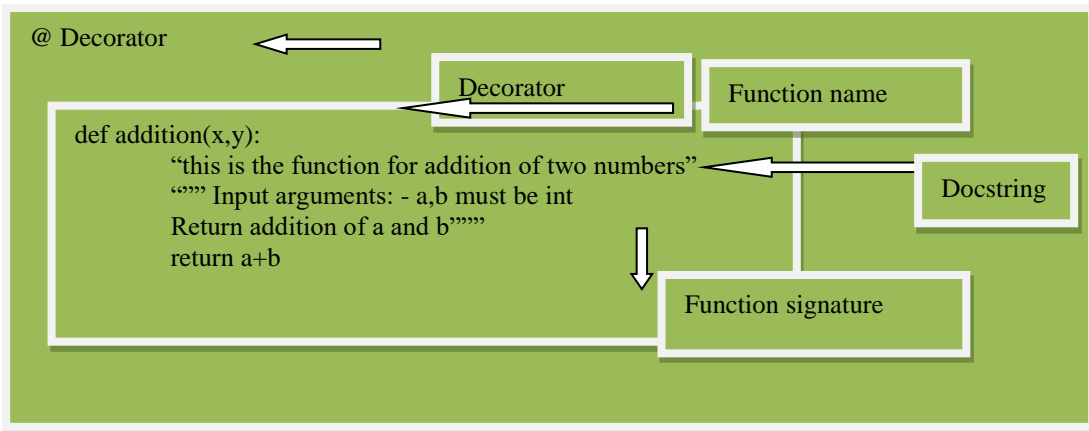 @ Decorator
Decorator
Function name
def addition(x,y):
“this is the function for addition of two numbers”
“”” Input arguments: - a,b must be int
Return addition of a and b”””
return a+b
Docstring
Function signature